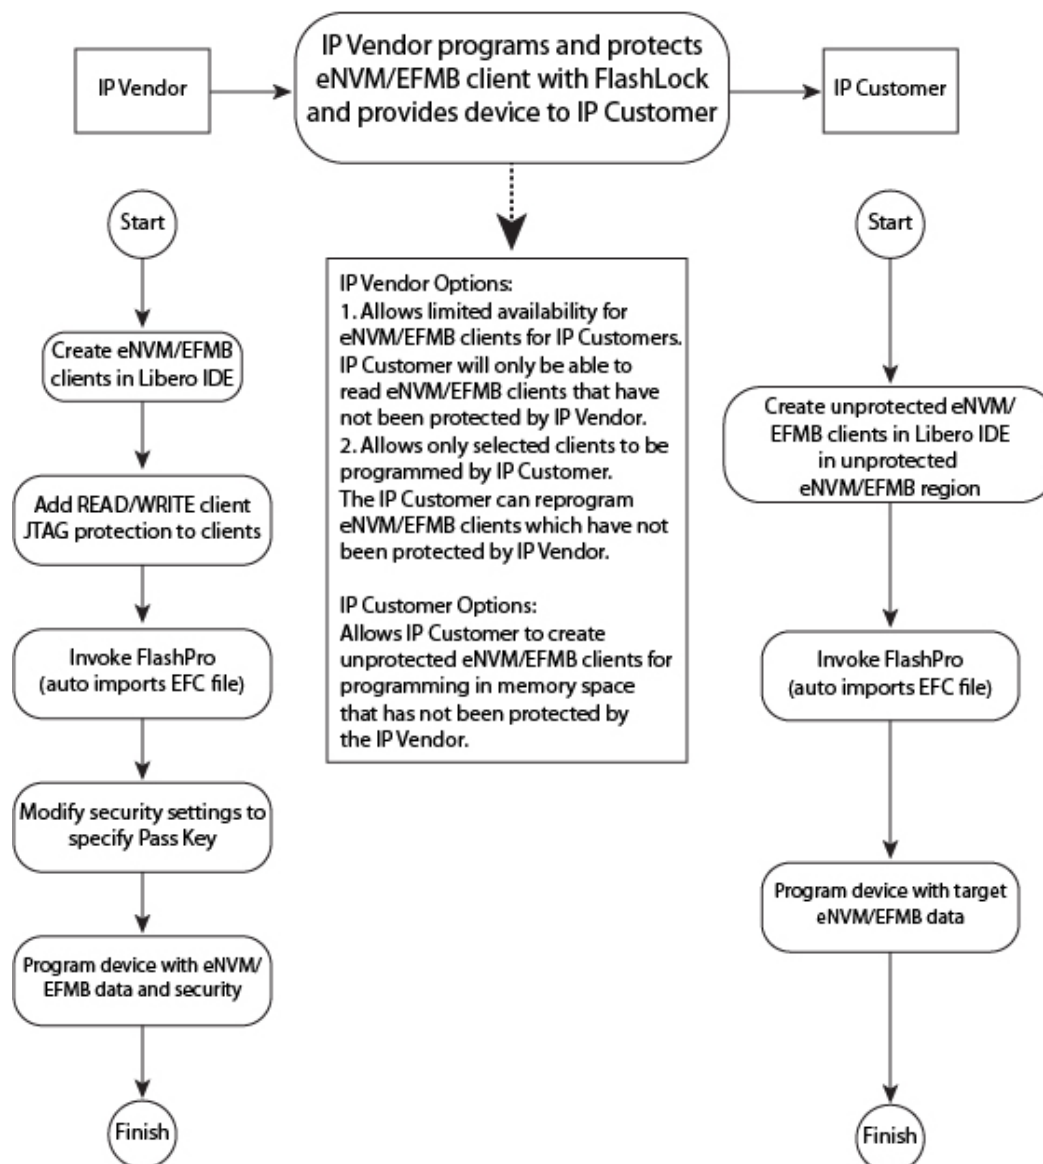 IP Vendor
IP Vendor programs and protects
eNVM/EFMB client with FlashLock
and provides device to IP Customer
IP Customer
Start
Create eNVM/EFMB
clients in Libero IDE
Add READ/WRITE client
JTAG protection to clients
Invoke FlashPro
(auto imports EFC file)
Modify security settings to
specify Pass Key
Program device with eNVM/
EFMB data and security
Finish
IP Vendor Options:
1. Allows limited availability for
eNVM/EFMB clients for IP Customers.
IP Customer will only be able to
read eNVM/EFMB clients that have
not been protected by IP Vendor.
2. Allows only selected clients to be
programmed by IP Customer.
The IP Customer can reprogram
eNVM/EFMB clients which have not
been protected by IP Vendor.
IP Customer Options:
Allows IP Customer to create
unprotected eNVM/EFMB clients for
programming in memory space
that has not been protected by
the IP Vendor.
Start
Create unprotected eNVM/
EFMB clients in Libero IDE
in unprotected
eNVM/EFMB region
Invoke FlashPro
(auto imports EFC file)
Program device with target
eNVM/EFMB data
Finish